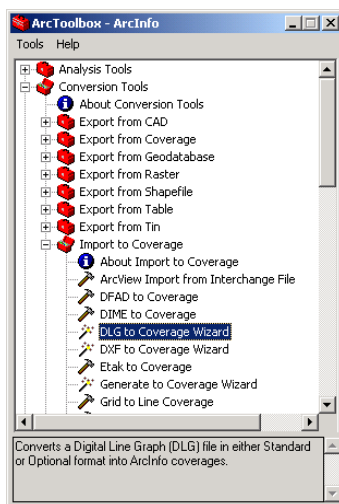 ArcToolbox - ArcInfo
Tools Help
Analysis Tools
Conversion Tools
About Conversion Tools
Export from CAD
Export from Coverage
Export from Geodatabase
Export from Raster
Export from Shapefile
Export from Table
Export from Tin
Import to Coverage
About Import to Coverage
ArcView Import from Interchange File
DFAD to Coverage
DIME to Coverage
DLG to Coverage Wizard
DXF to Coverage Wizard
Etak to Coverage
Generate to Coverage Wizard
Grid to Line Coverage
Converts a Digital Line Graph (DLG) file in either Standard
or Optional format into ArcInfo coverages.